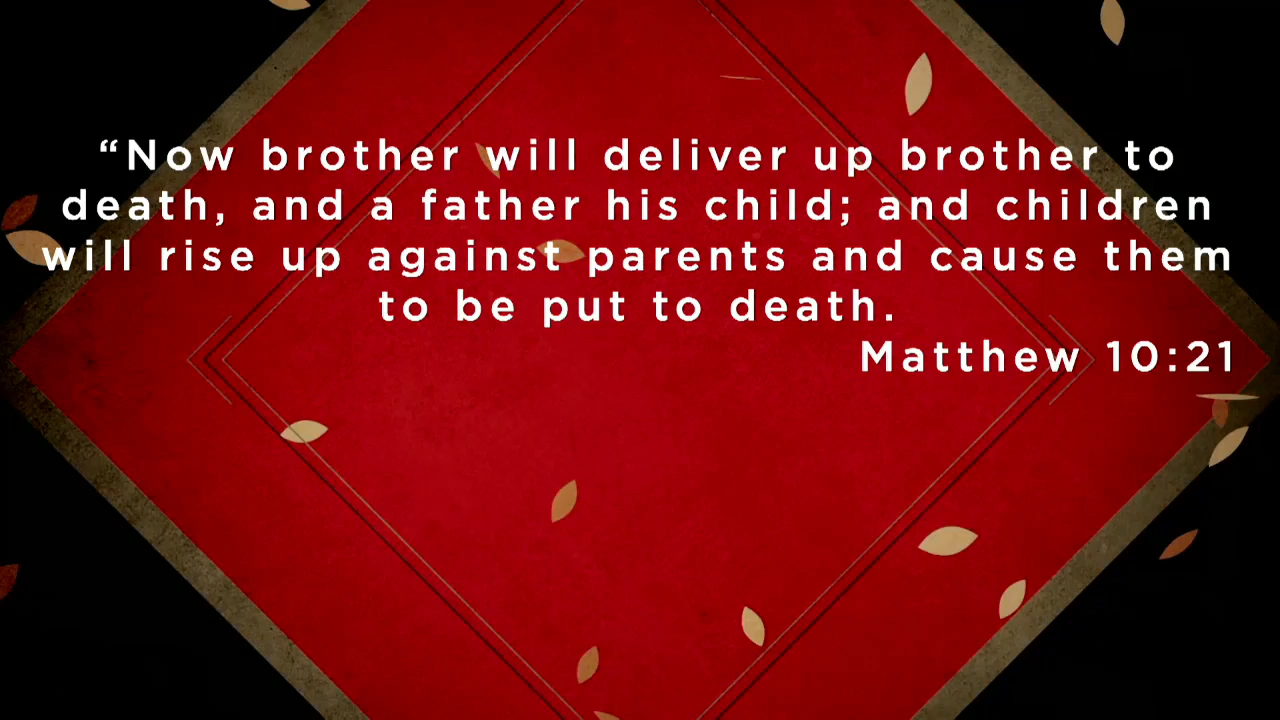 “Now brother will deliver up brother to
death, and a father his child; and children
will rise up against parents and cause them
to be put to death.
Matthew 10:21